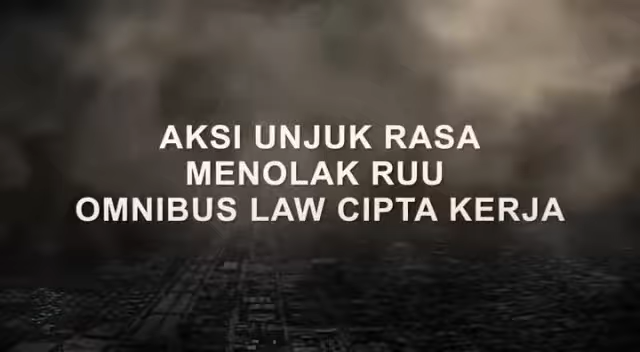 AKSI UNJUK RASA
MENOLAK RUU
OMNIBUS LAW CIPTA KERJA